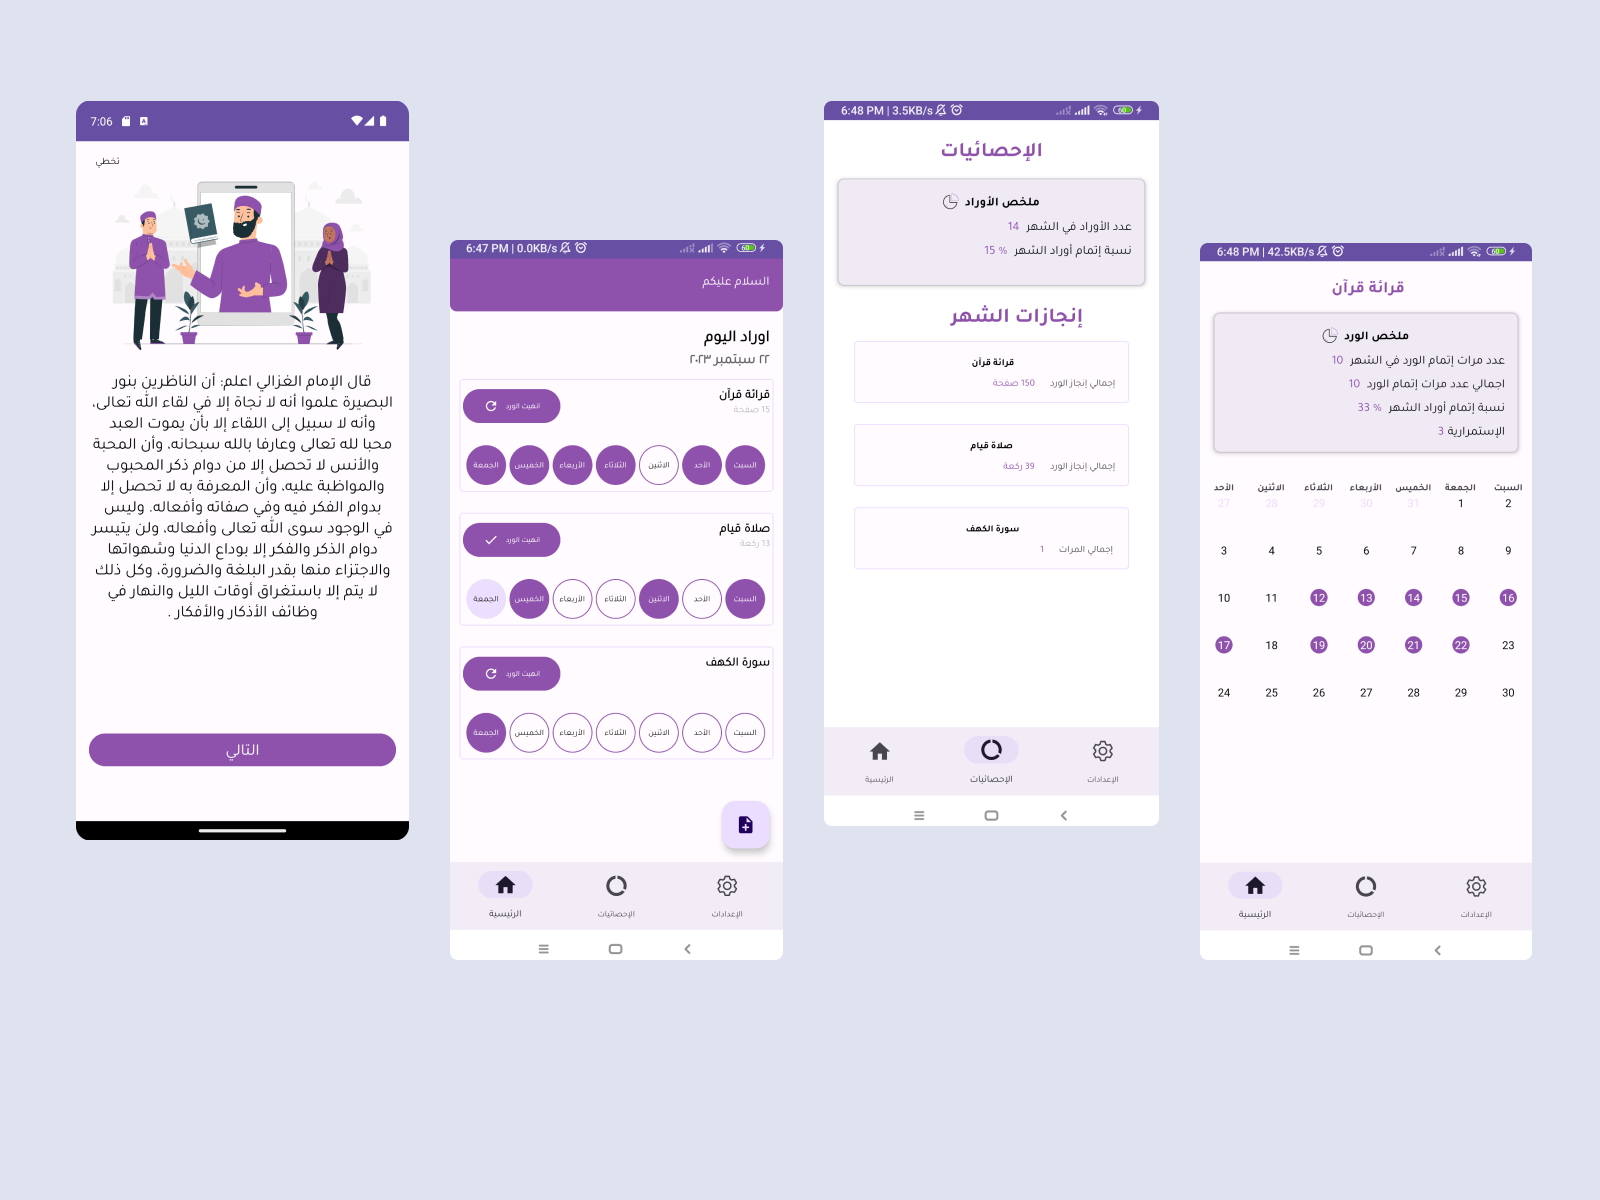 7:06
تخطي
قال الإمام الغزالي اعلم: أن الناظرين بنور
البصيرة علموا أنه لا نجاة إلا في لقاء الله تعالى،
وأنه لا سبيل إلى اللقاء إلا بأن يموت العبد
محبا لله تعالى وعارفا بالله سبحانه، وأن المحبة
والأنس لا تحصل إلا من دوام ذكر المحبوب
والمواظبة عليه، وأن المعرفة به لا تحصل إلا
بدوام الفكر فيه وفي صفاته وأفعاله. وليس
في الوجود سوى الله تعالى وأفعاله، ولن يتيسر
دوام الذكر والفكر إلا بوداع الدنيا وشهواتها
والاجتزاء منها بقدر البلغة والضرورة، وكل ذلك
لا يتم إلا باستغراق أوقات الليل والنهار في
وظائف الأذكار والأفكار .
التالي
6:47 PM | 0.0KB/s
60
السلام عليكم
اوراد اليوم
٢٢ سبتمبر ٢٠٢٣
قرائة قرآن
15 صفحة
انهيت الورد
السبت الأحد الاثنين الثلاثاء الأربعاء الخميس الجمعة
صلاة قيام
13 ركعة
انهيت الورد
السبت الأحد الاثنين الثلاثاء الأربعاء الخميس الجمعة
سورة الكهف
انهيت الورد
السبت الأحد الاثنين الثلاثاء الأربعاء الخميس الجمعة
الرئيسية الإحصائيات الإعدادات
6:48 PM | 3.5KB/s
60
الإحصائيات
ملخص الأوراد
عدد الأوراد في الشهر 14
نسبة إتمام أوراد الشهر % 15
إنجازات الشهر
قرائة قرآن
إجمالي إنجاز الورد 150 صفحة
صلاة قيام
إجمالي إنجاز الورد 39 ركعة
سورة الكهف
إجمالي المرات 1
الرئيسية الإحصائيات الإعدادات
6:48 PM | 42.5KB/s
60
قرائة قرآن
ملخص الورد
عدد مرات إتمام الورد في الشهر 10
اجمالي عدد مرات إتمام الورد 10
نسبة إتمام أوراد الشهر % 33
الإستمرارية 3
السبت الجمعة الخميس الأربعاء الثلاثاء الاثنين الأحد
27 28 29 30 31 1 2
3 4 5 6 7 8 9
10 11 12 13 14 15 16
17 18 19 20 21 22 23
24 25 26 27 28 29 30
الرئيسية الإحصائيات الإعدادات